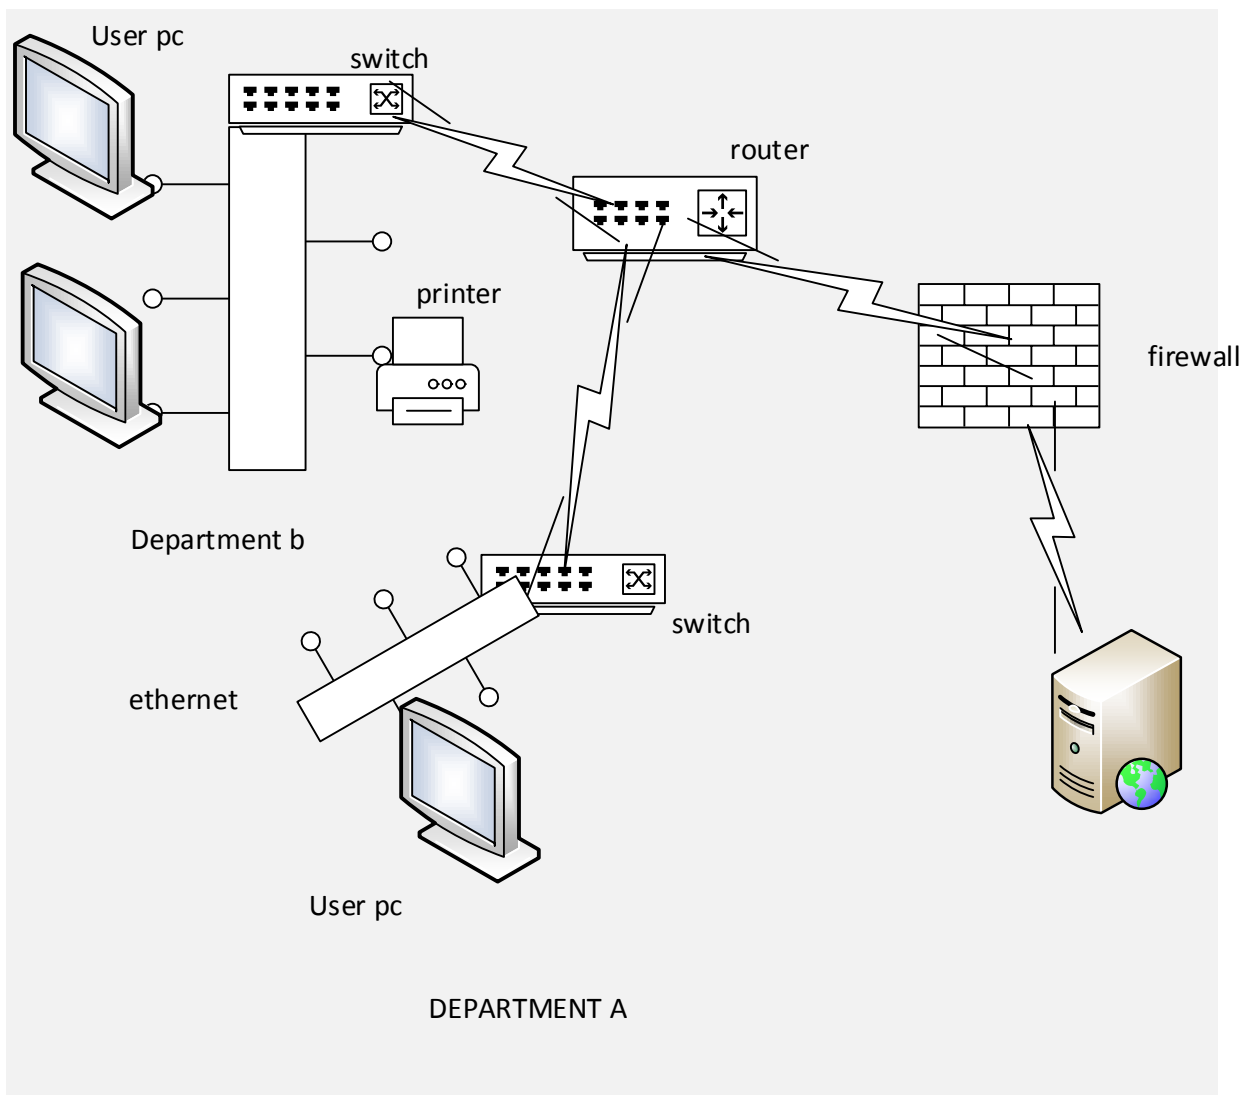 User pc
switch
router
printer
firewall
Department b
switch
ethernet
User pc
DEPARTMENT A